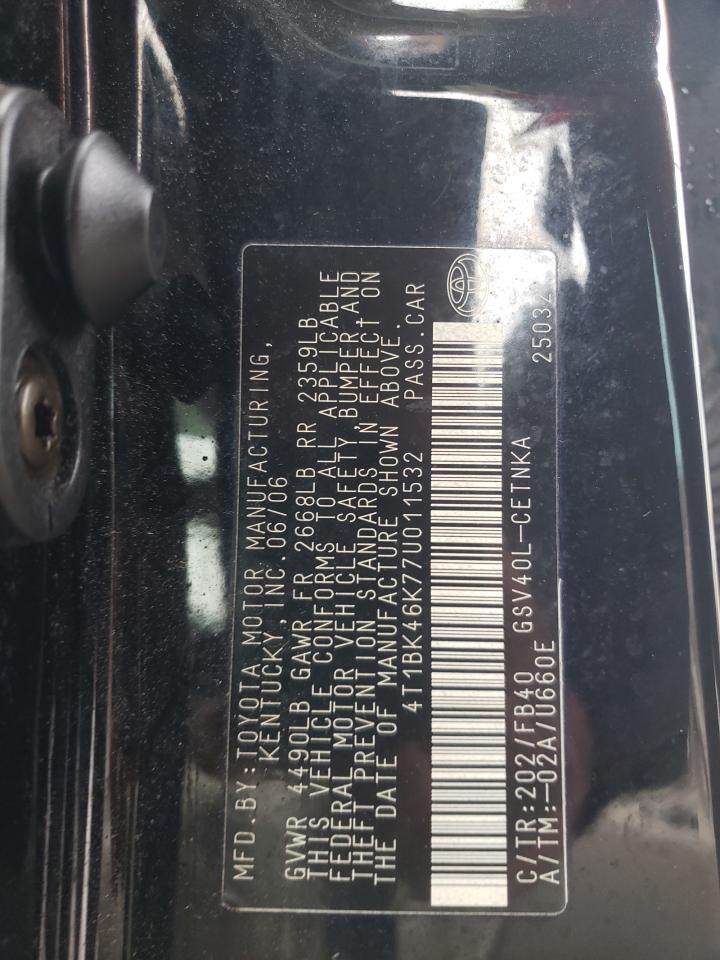 MFD.BY:TOYOTA MOTOR MANUFACTURING,
KENTUCKY,INC.06/06
GVWR 4490LB GAWR FR 2668LB RR 2359LB
THIS VEHICLE CONFORMS TO ALL APPLICABLE
FEDERAL MOTOR VEHICLE SAFETY,BUMPER,AND
THEFT PREVENTION STANDARDS IN EFFECT ON
THE DATE OF MANUFACTURE SHOWN ABOVE.
4T1BK46K77U011532 PASS CAR
C/TR:202/FB40 GSV40L-CETNKA 25032
A/TM:-02A/U660E